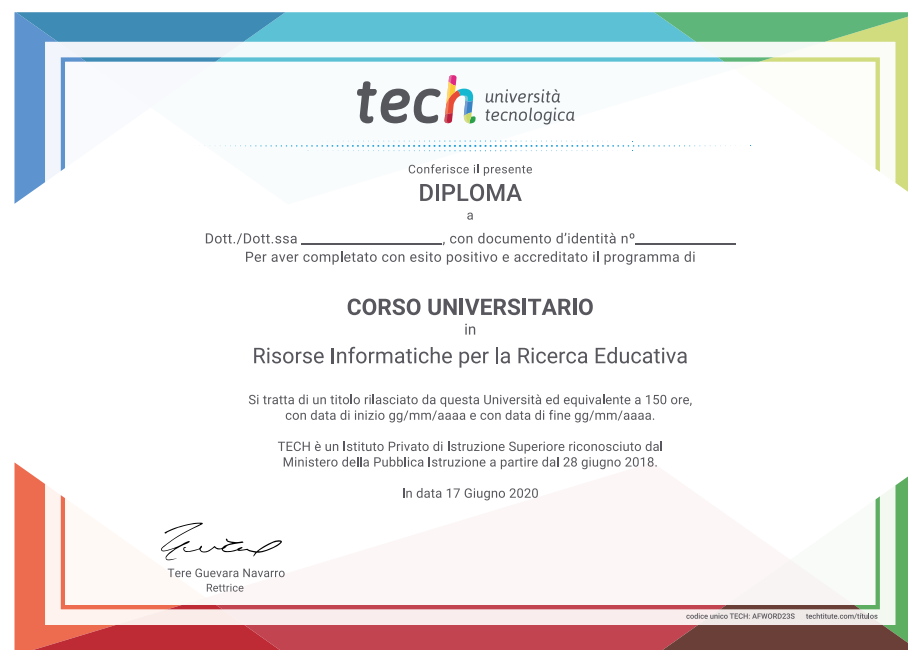 tech università
tecnologica
Conferisce il presente
DIPLOMA
a
Dott./Dott.ssa ____________________, con documento d'identità nº______________
Per aver completato con esito positivo e accreditato il programma di
CORSO UNIVERSITARIO
in
Risorse Informatiche per la Ricerca Educativa
Si tratta di un titolo rilasciato da questa Università ed equivalente a 150 ore,
con data di inizio gg/mm/aaaa e con data di fine gg/mm/aaaa.
TECH è un Istituto Privato di Istruzione Superiore riconosciuto dal
Ministero della Pubblica Istruzione a partire dal 28 giugno 2018.
In data 17 Giugno 2020
Tere Guevara Navarro
Rettrice
codice unico TECH: AFWORD23S techtitute.com/titulos